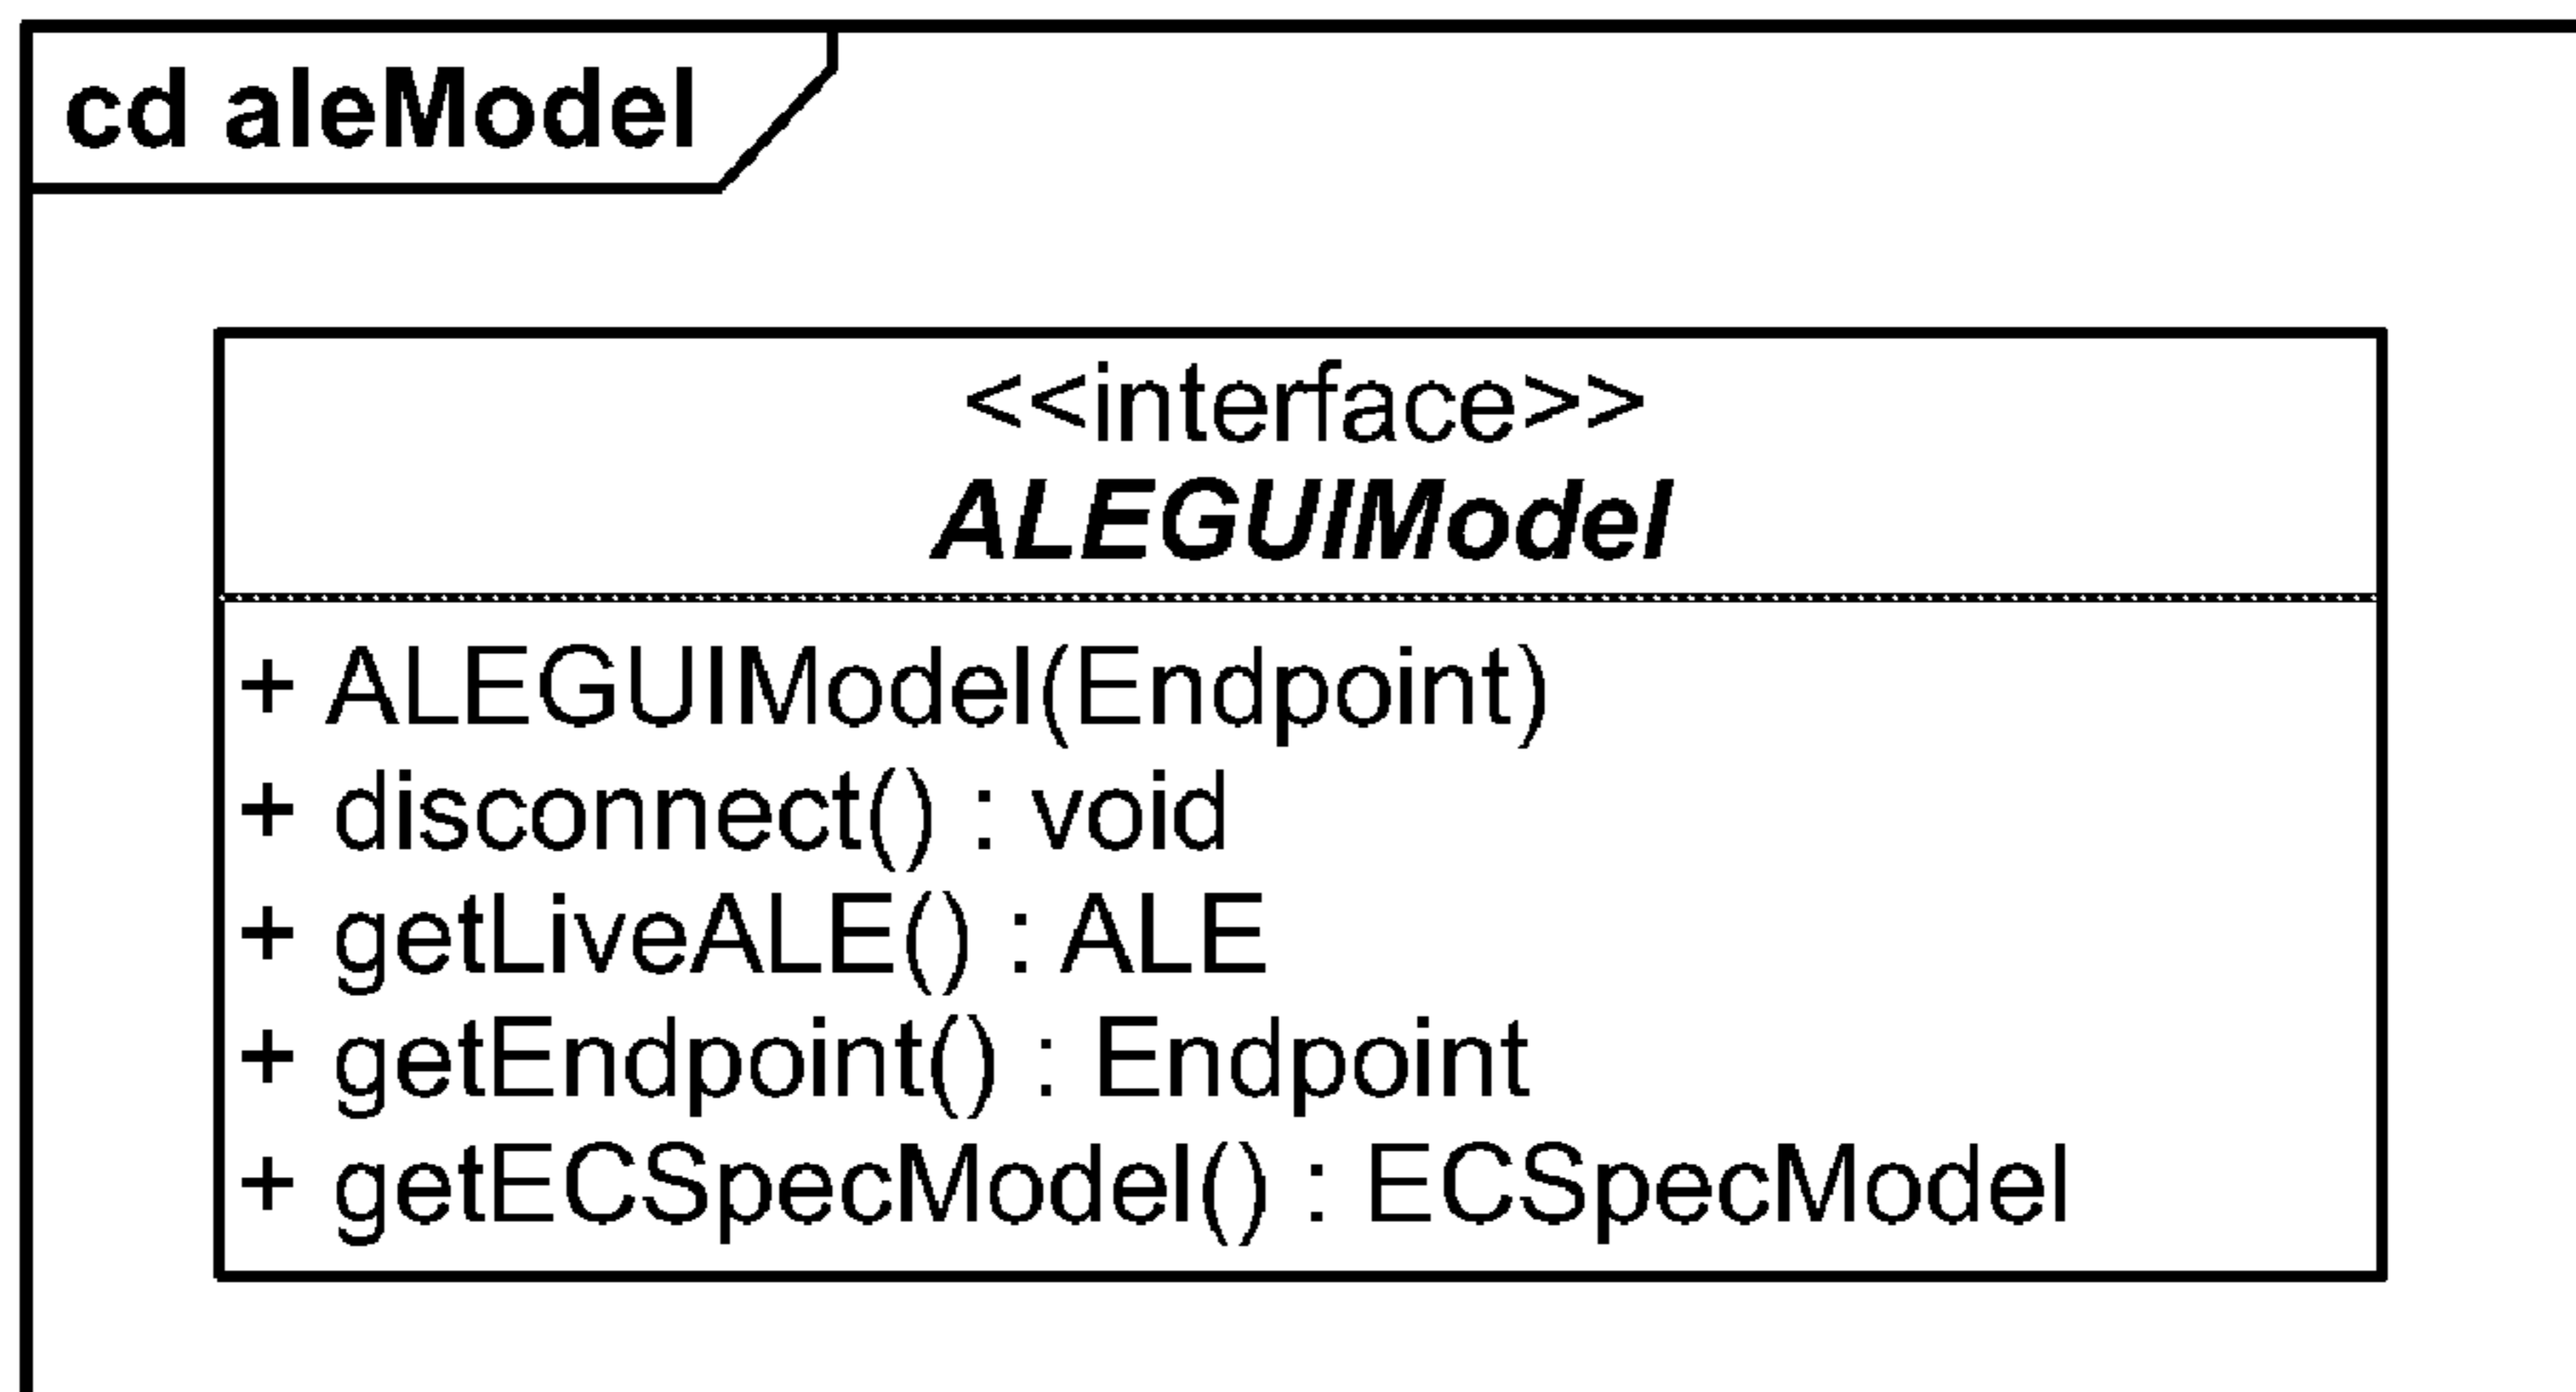 cd aleModel
<<interface>>
ALEGUIModel
+ ALEGUIModel(Endpoint)
+ disconnect() : void
+ getLiveALE() : ALE
+ getEndpoint() : Endpoint
+ getECSpecModel() : ECSpecModel